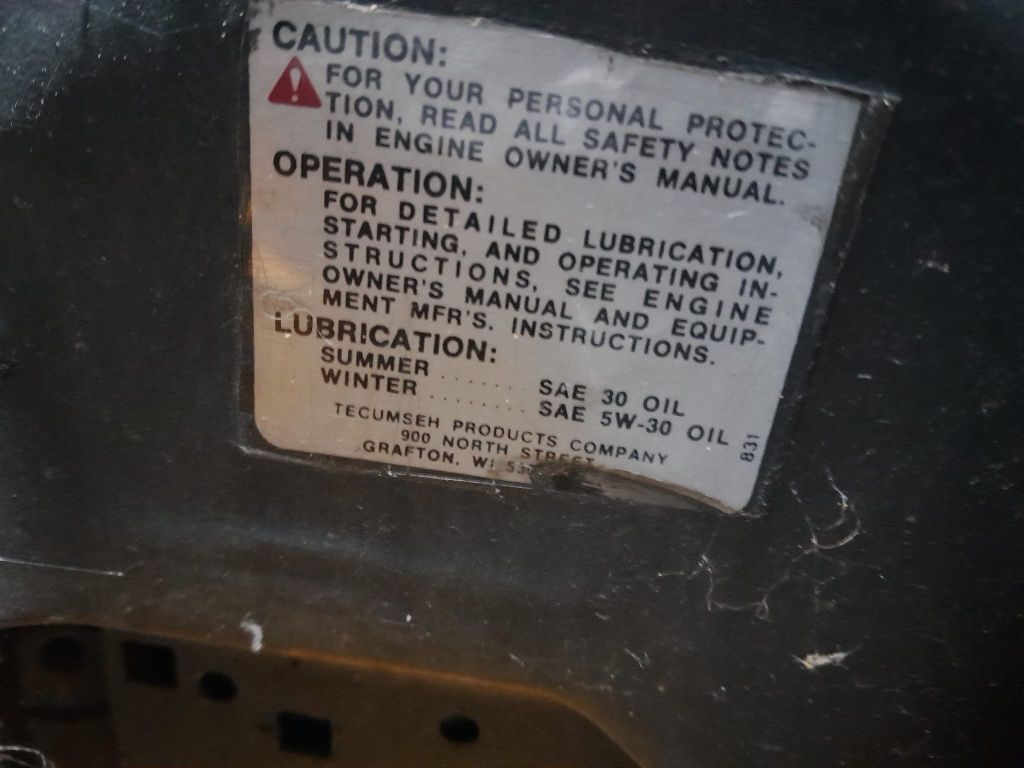 CAUTION:
FOR YOUR PERSONAL PROTEC-
TION, READ ALL SAFETY NOTES
IN ENGINE OWNER'S MANUAL.
OPERATION:
FOR DETAILED LUBRICATION,
STARTING, AND OPERATING IN-
STRUCTIONS, SEE ENGINE
OWNER'S MANUAL AND EQUIP-
MENT MFR'S. INSTRUCTIONS.
LUBRICATION:
SUMMER ........ SAE 30 OIL
WINTER ......... SAE 5W-30 OIL
TECUMSEH PRODUCTS COMPANY
900 NORTH STREET
GRAFTON, WI
831